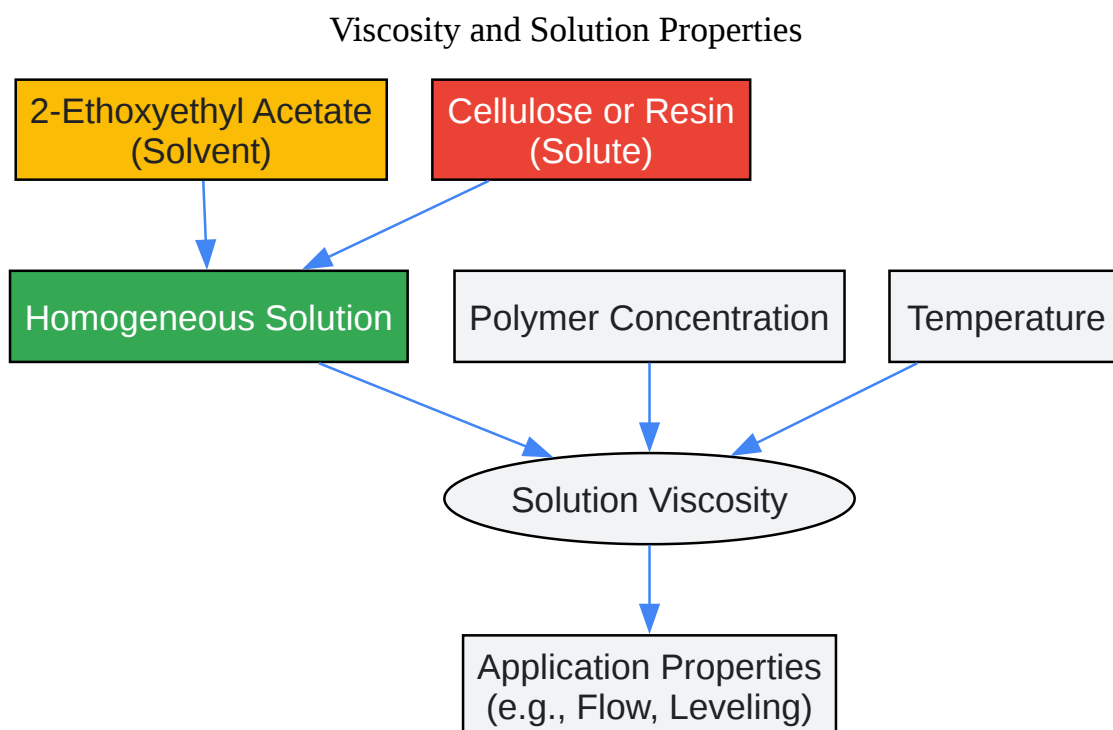 Viscosity and Solution Properties
2-Ethoxyethyl Acetate
(Solvent)
Cellulose or Resin
(Solute)
Homogeneous Solution
Polymer Concentration
Temperature
Solution Viscosity
Application Properties
(e.g., Flow, Leveling)